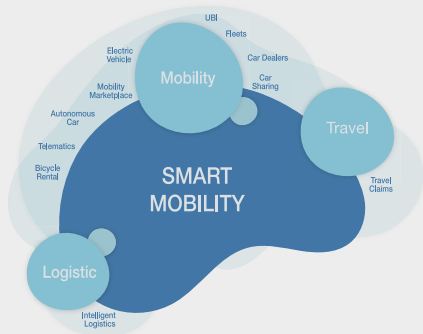 UBI
Fleets
Electric
Vehicle
Mobility
Car Dealers
Car
Sharing
Mobility
Marketplace
Autonomous
Car
Travel
Telematics
Bicycle
Rental
SMART
MOBILITY
Travel
Claims
Logistic
Intelligent
Logistics